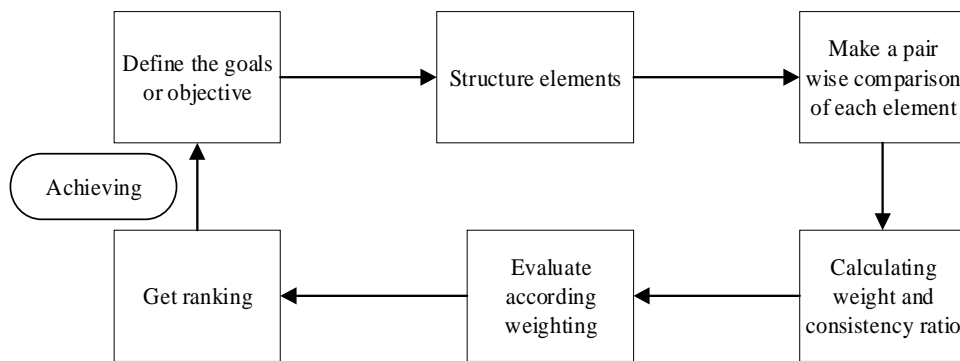 Define the goals
or objective
Structure elements
Make a pair
wise comparison
of each element
Achieving
Get ranking
Evaluate
according
weighting
Calculating
weight and
consistency ratio